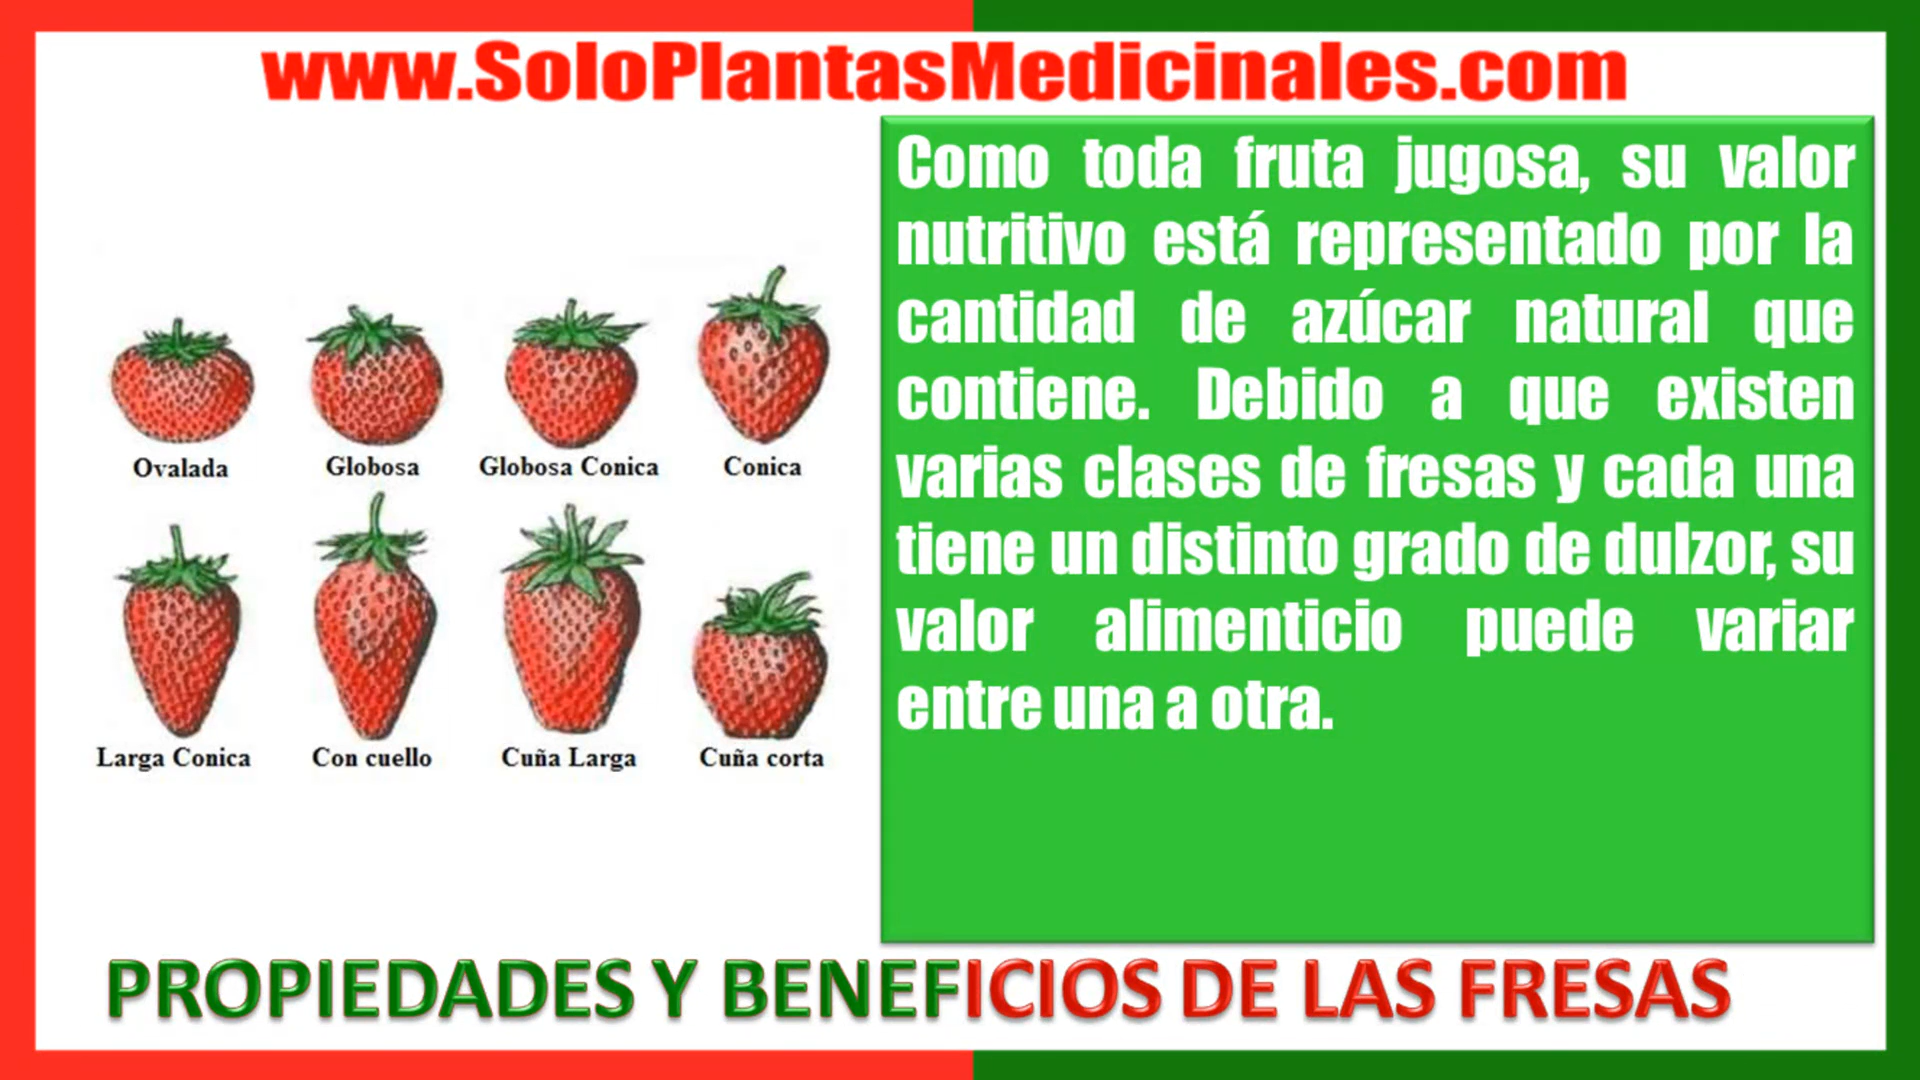 www.SoloPlantasMedicinales.com
Ovalada
Globosa
Globosa Conica
Conica
Larga Conica
Con cuello
Cuña Larga
Cuña corta
Como toda fruta jugosa, su valor
nutritivo está representado por la
cantidad de azúcar natural que
contiene. Debido a que existen
varias clases de fresas y cada una
tiene un distinto grado de dulzor, su
valor alimenticio puede variar
entre una a otra.
PROPIEDADES Y BENEFICIOS DE LAS FRESAS